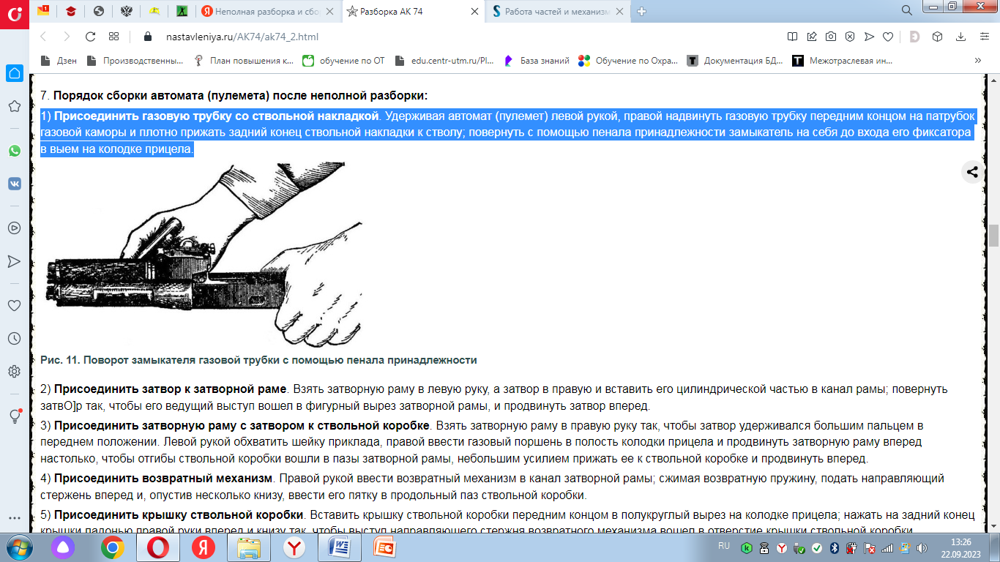 Неполная разборка и сбо
Разборка АК 74
Работа частей и механизм
nastavleniya.ru/AK74/ak74_2.html
Дзен
Производственны...
План повышения к...
обучение по ОТ
edu.centr-utm.ru/Pl...
База знаний
Обучение по Охра...
Документация БД...
Межотраслевая ин...
7. Порядок сборки автомата (пулемета) после неполной разборки:
1) Присоединить газовую трубку со ствольной накладкой. Удерживая автомат (пулемет) левой рукой, правой надвинуть газовую трубку передним концом на патрубок
газовой каморы и плотно прижать задний конец ствольной накладки к стволу; повернуть с помощью пенала принадлежности замыкатель на себя до входа его фиксатора
в выем на колодке прицела.
Рис. 11. Поворот замыкателя газовой трубки с помощью пенала принадлежности
2) Присоединить затвор к затворной раме. Взять затворную раму в левую руку, а затвор в правую и вставить его цилиндрической частью в канал рамы; повернуть
затвО]р так, чтобы его ведущий выступ вошел в фигурный вырез затворной рамы, и продвинуть затвор вперед.
3) Присоединить затворную раму с затвором к ствольной коробке. Взять затворную раму в правую руку так, чтобы затвор удерживался большим пальцем в
переднем положении. Левой рукой обхватить шейку приклада, правой ввести газовый поршень в полость колодки прицела и продвинуть затворную раму вперед
настолько, чтобы отгибы ствольной коробки вошли в пазы затворной рамы, небольшим усилием прижать ее к ствольной коробке и продвинуть вперед.
4) Присоединить возвратный механизм. Правой рукой ввести возвратный механизм в канал затворной рамы; сжимая возвратную пружину, подать направляющий
стержень вперед и, опустив несколько книзу, ввести его пятку в продольный паз ствольной коробки.
5) Присоединить крышку ствольной коробки. Вставить крышку ствольной коробки передним концом в полукруглый вырез на колодке прицела; нажать на задний конец
крышки ладонью правой руки вперед и книзу так, чтобы выступ направляющего стержня возвратного механизма вошел в отверстие крышки ствольной коробки.
RU
13:26
22.09.2023